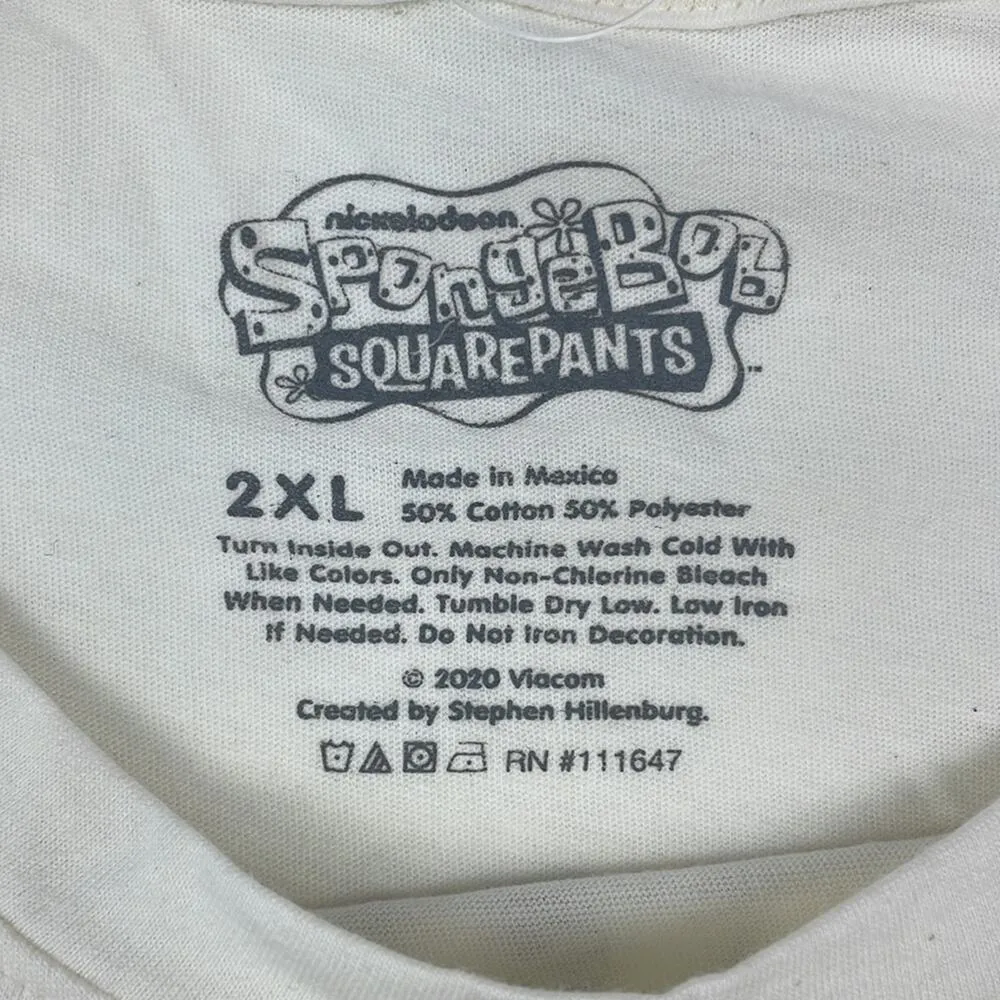 nickelodeon
SpongeBob
SQUAREPANTS ™
2XL
Made in Mexico
50% Cotton 50% Polyester
Turn Inside Out. Machine Wash Cold With
Like Colors. Only Non-Chlorine Bleach
When Needed. Tumble Dry Low. Low Iron
If Needed. Do Not Iron Decoration.
© 2020 Viacom
Created by Stephen Hillenburg.
RN #111647